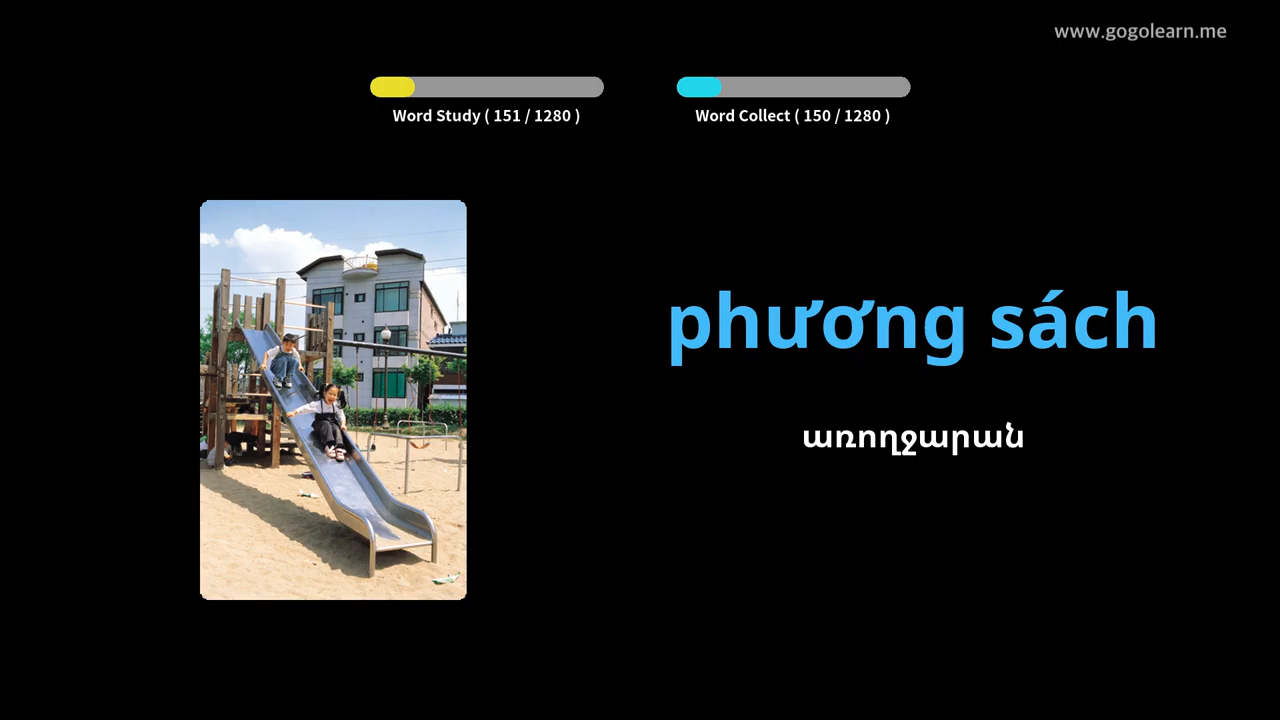 www.gogolearn.me
Word Study ( 151 / 1280 )
Word Collect ( 150 / 1280 )
phương sách
առողջարան